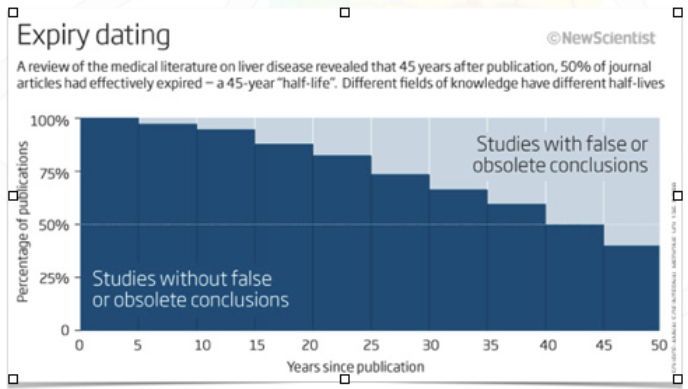 Expiry dating
©NewScientist
A review of the medical literature on liver disease revealed that 45 years after publication, 50% of journal
articles had effectively expired – a 45-year "half-life". Different fields of knowledge have different half-lives
100%
75%
50%
25%
0
Percentage of publications
Studies with false or
obsolete conclusions
Studies without false
or obsolete conclusions
0 5 10 15 20 25 30 35 40 45 50
Years since publication